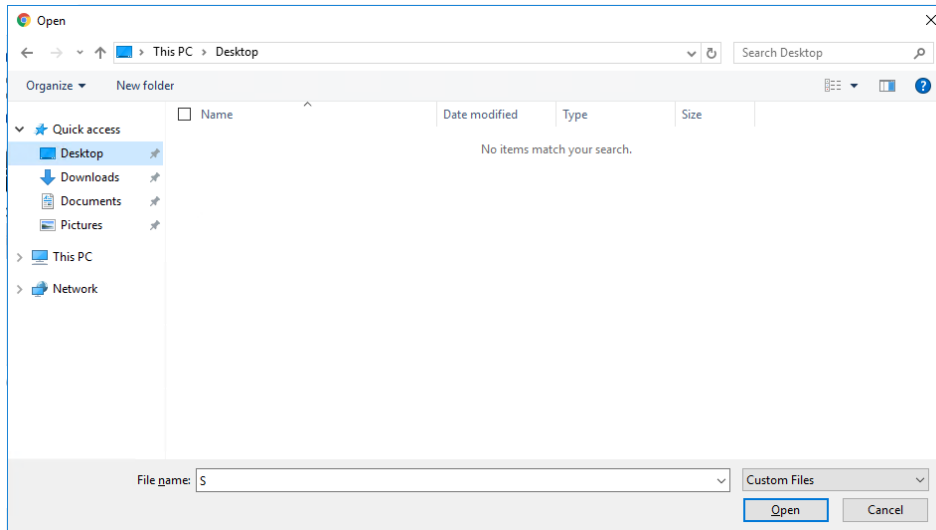 Open
This PC > Desktop
Search Desktop
Organize
New folder
Name
Date modified
Type
Size
Quick access
Desktop
Downloads
Documents
Pictures
This PC
Network
No items match your search.
File name: S
Custom Files
Open
Cancel